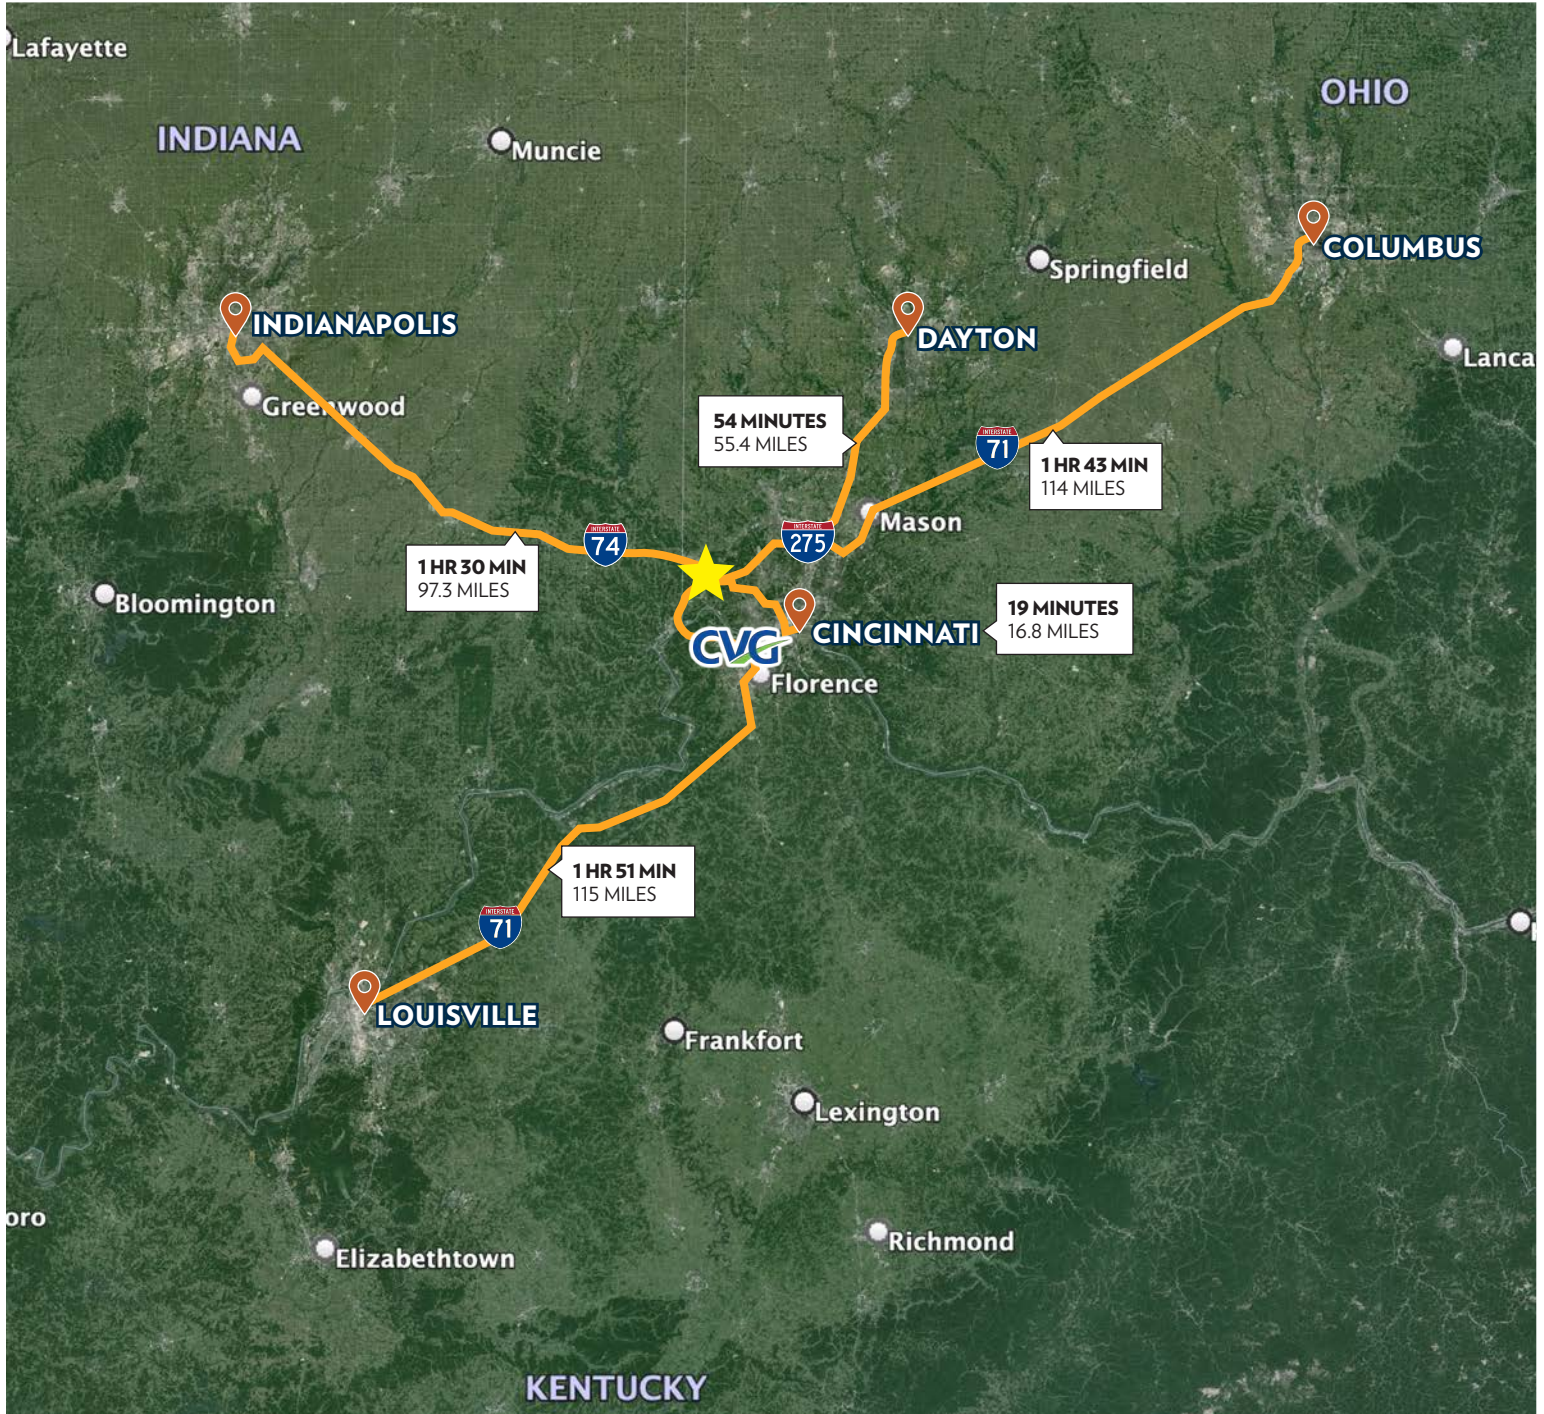 Lafayette
OHIO
INDIANA
Muncie
COLUMBUS
Springfield
INDIANAPOLIS
DAYTON
Lanca
Greenwood
54 MINUTES
55.4 MILES
INTERSTATE
71
1 HR 43 MIN
114 MILES
Mason
INTERSTATE
74
INTERSTATE
275
1 HR 30 MIN
97.3 MILES
Bloomington
19 MINUTES
16.8 MILES
CINCINNATI
CVG
Florence
1 HR 51 MIN
115 MILES
INTERSTATE
71
LOUISVILLE
Frankfort
Lexington
oro
Richmond
Elizabethtown
KENTUCKY